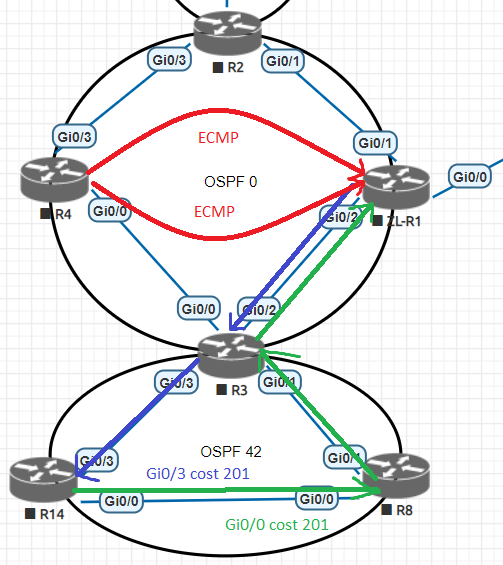 R2
Gi0/3
Gi0/1
Gi0/3
Gi0/1
ECMP
Gi0/0
OSPF 0
R4
Gi0/0
ECMP
Gi0/2
ZL-R1
Gi0/0
Gi0/2
R3
Gi0/3
Gi0/1
OSPF 42
Gi0/3
Gi0/1
Gi0/3 cost 201
Gi0/0
Gi0/0
R14
R8
Gi0/0 cost 201